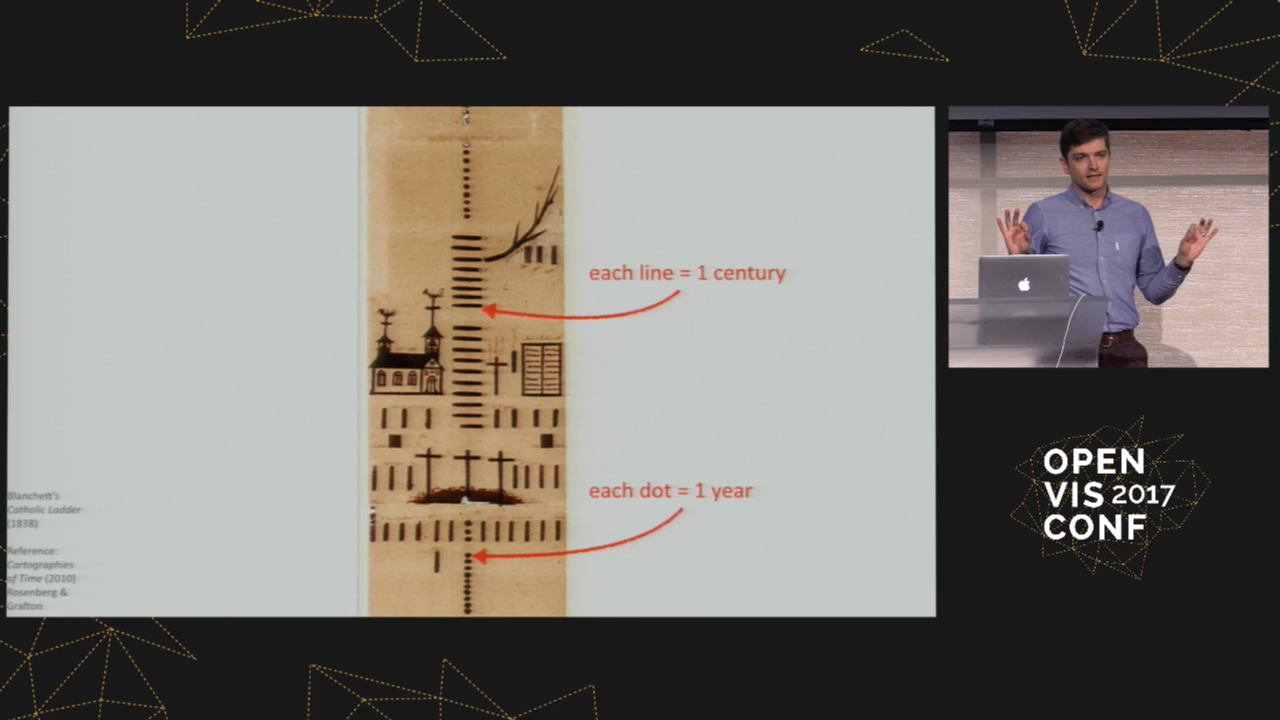 each line = 1 century
each dot = 1 year
Blanchett's
Catholic Ladder
(1838)
Reference:
Cartographies
of Time (2010)
Rosenberg &
Grafton
OPEN
VIS 2017
CONF